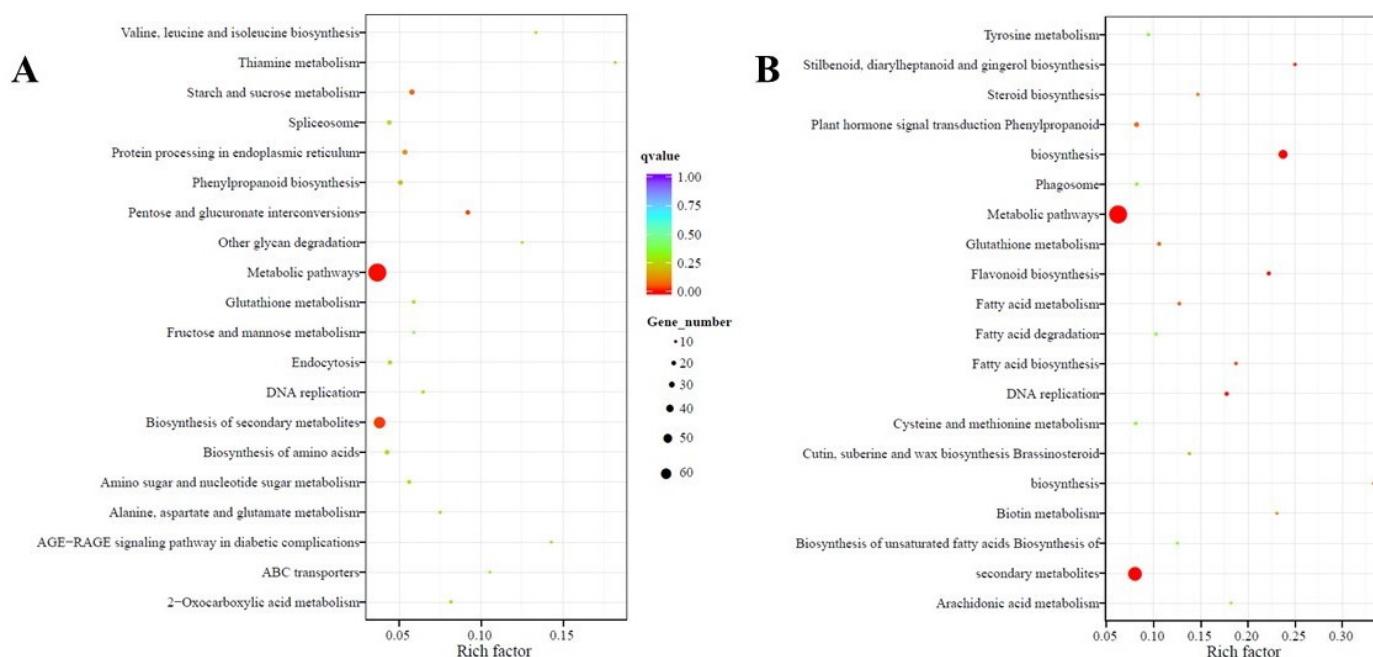 A
Valine, leucine and isoleucine biosynthesis
Thiamine metabolism
Starch and sucrose metabolism
Spliceosome
Protein processing in endoplasmic reticulum
Phenylpropanoid biosynthesis
Pentose and glucuronate interconversions
Other glycan degradation
Metabolic pathways
Glutathione metabolism
Fructose and mannose metabolism
Endocytosis
DNA replication
Biosynthesis of secondary metabolites
Biosynthesis of amino acids
Amino sugar and nucleotide sugar metabolism
Alanine, aspartate and glutamate metabolism
AGE−RAGE signaling pathway in diabetic complications
ABC transporters
2−Oxocarboxylic acid metabolism
0.05 0.10 0.15
Rich factor
qvalue
1.00
0.75
0.50
0.25
0.00
Gene_number
10
20
30
40
50
60
B
Tyrosine metabolism
Stilbenoid, diarylheptanoid and gingerol biosynthesis
Steroid biosynthesis
Plant hormone signal transduction Phenylpropanoid
biosynthesis
Phagosome
Metabolic pathways
Glutathione metabolism
Flavonoid biosynthesis
Fatty acid metabolism
Fatty acid degradation
Fatty acid biosynthesis
DNA replication
Cysteine and methionine metabolism
Cutin, suberine and wax biosynthesis Brassinosteroid
biosynthesis
Biotin metabolism
Biosynthesis of unsaturated fatty acids Biosynthesis of
secondary metabolites
Arachidonic acid metabolism
0.05 0.10 0.15 0.20 0.25 0.30
Rich factor